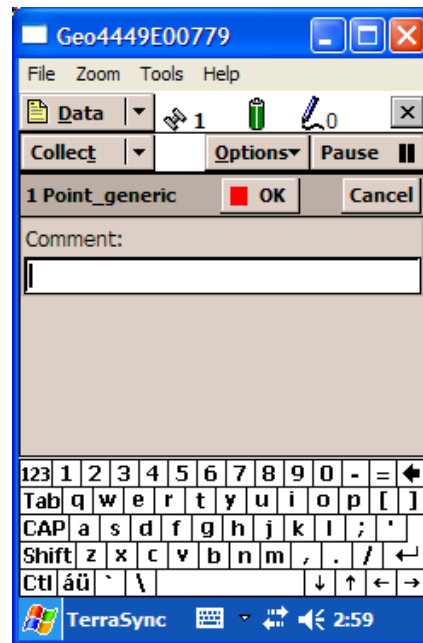 Geo4449E00779
File Zoom Tools Help
Data 1 0
Collect Options Pause
1 Point_generic OK Cancel
Comment:
123 1 2 3 4 5 6 7 8 9 0 - =
Tab q w e r t y u i o p [ ]
CAP a s d f g h j k l ; '
Shift z x c v b n m , . /
Ctl áü ` \
TerraSync 2:59